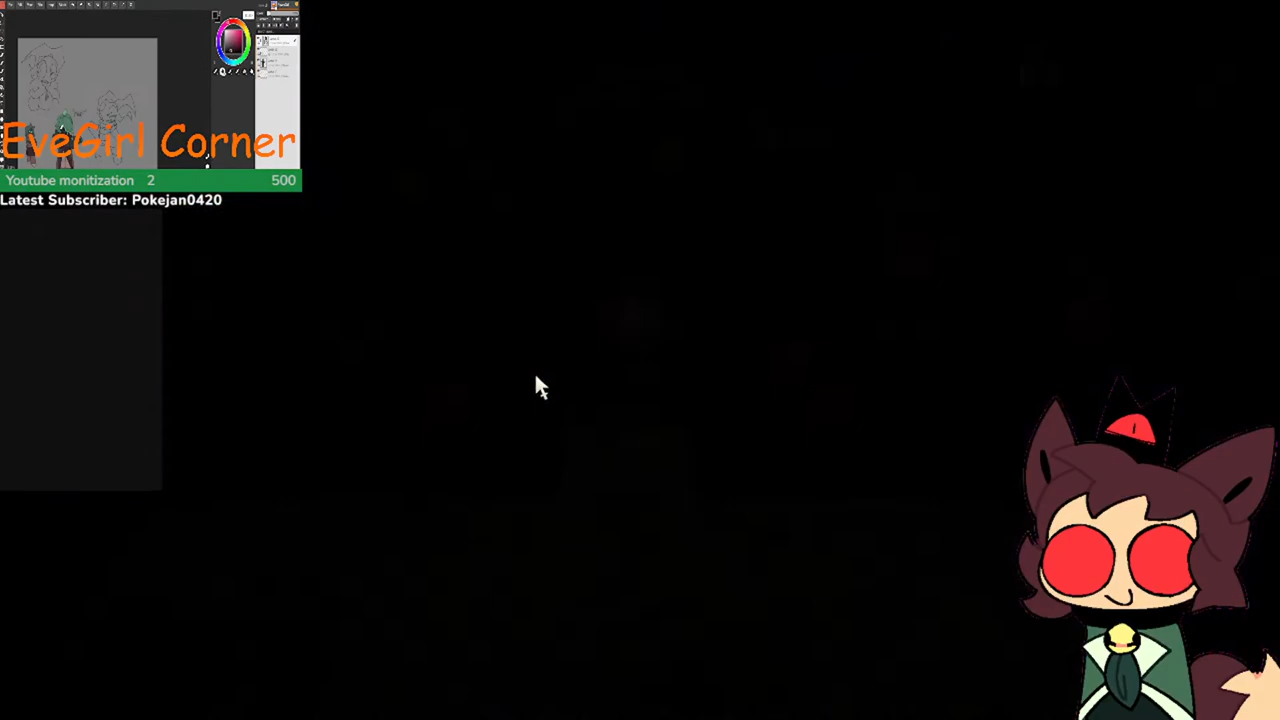 EveGirl Corner
Youtube monitization 2 500
Latest Subscriber: Pokejan0420